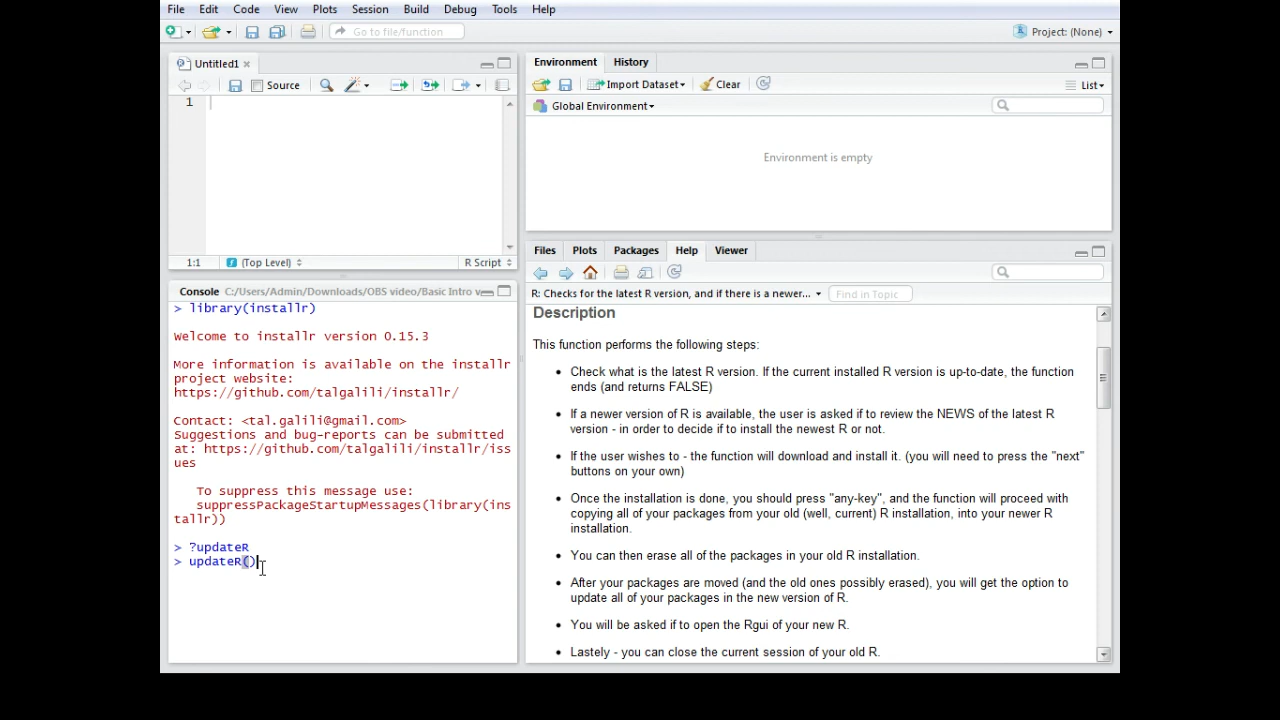 File Edit Code View Plots Session Build Debug Tools Help
Go to file/function
Project: (None)
Untitled1
Source
1
1:1 (Top Level) R Script
Console C:/Users/Admin/Downloads/OBS video/Basic Intro v
> library(installr)
Welcome to installr version 0.15.3
More information is available on the installr
project website:
https://github.com/talgalili/installr/
Contact: <tal.galili@gmail.com>
Suggestions and bug-reports can be submitted
at: https://github.com/talgalili/installr/iss
ues
To suppress this message use:
suppressPackageStartupMessages(library(ins
tallr))
> ?updateR
> updateR()
Environment History
Import Dataset Clear List
Global Environment
Environment is empty
Files Plots Packages Help Viewer
R: Checks for the latest R version, and if there is a newer... Find in Topic
Description
This function performs the following steps:
• Check what is the latest R version. If the current installed R version is up-to-date, the function
ends (and returns FALSE)
• If a newer version of R is available, the user is asked if to review the NEWS of the latest R
version - in order to decide if to install the newest R or not.
• If the user wishes to - the function will download and install it. (you will need to press the "next"
buttons on your own)
• Once the installation is done, you should press "any-key", and the function will proceed with
copying all of your packages from your old (well, current) R installation, into your newer R
installation.
• You can then erase all of the packages in your old R installation.
• After your packages are moved (and the old ones possibly erased), you will get the option to
update all of your packages in the new version of R.
• You will be asked if to open the Rgui of your new R.
• Lastely - you can close the current session of your old R.